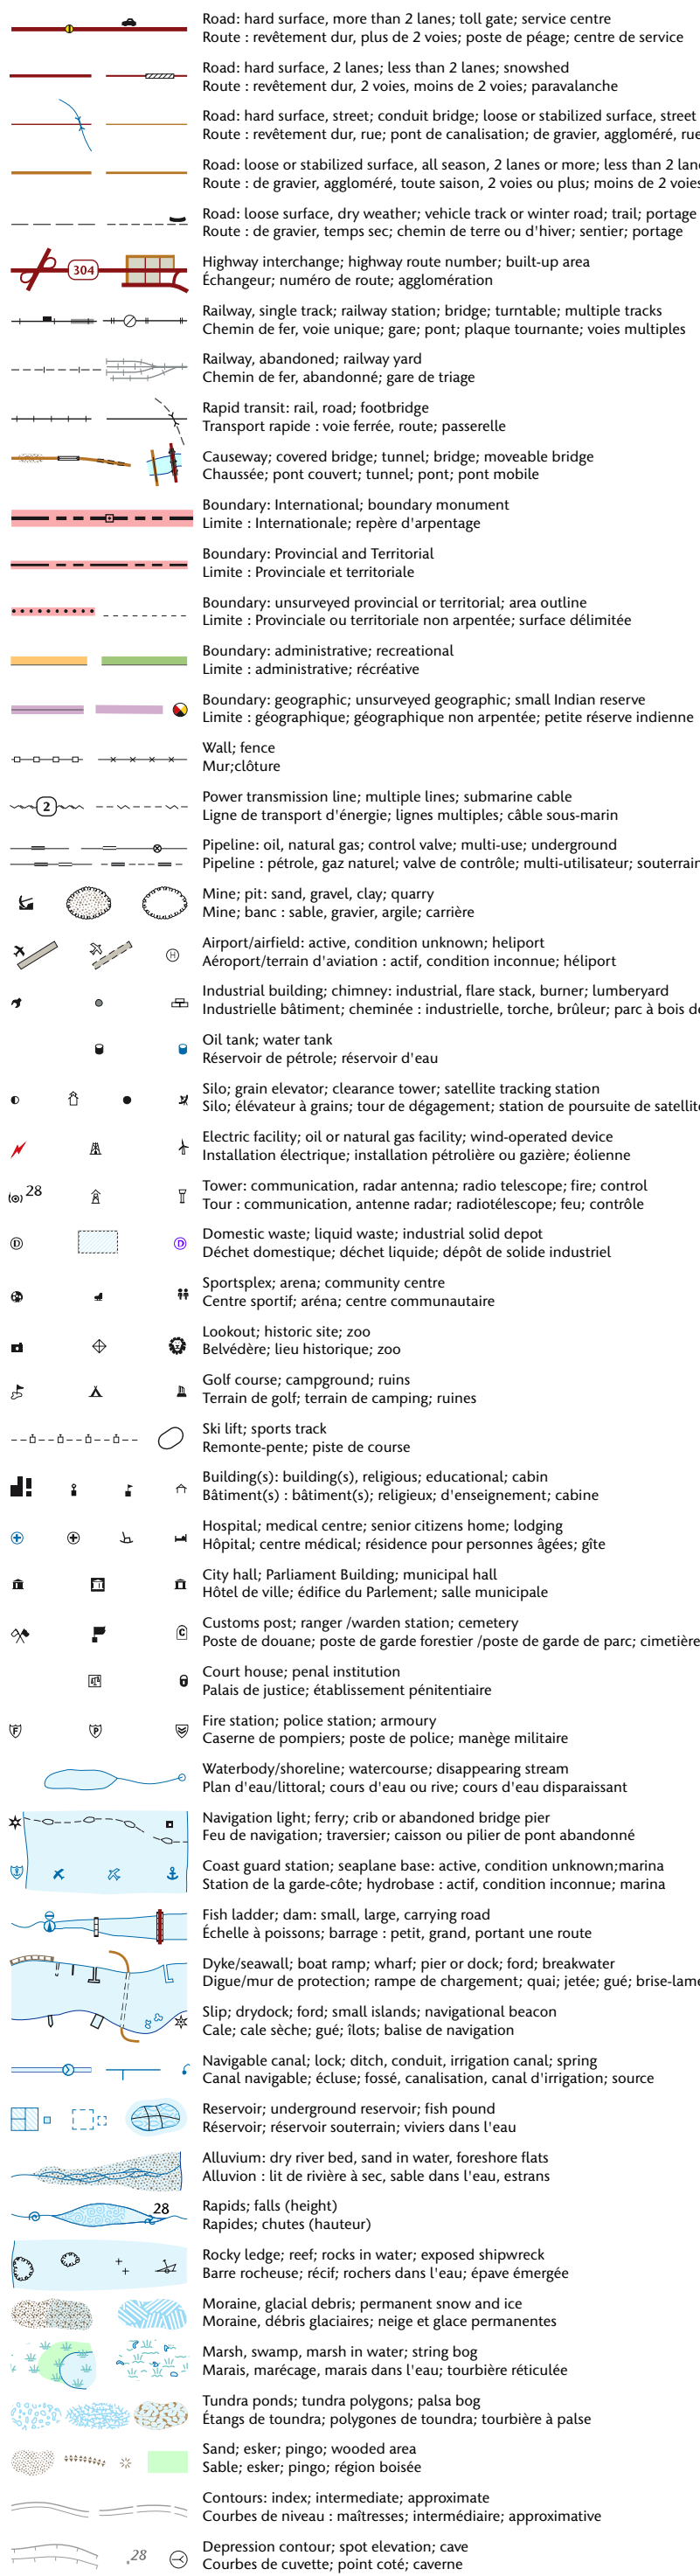 Road: hard surface, more than 2 lanes; toll gate; service centre
Route : revêtement dur, plus de 2 voies; poste de péage; centre de service
Road: hard surface, 2 lanes; less than 2 lanes; snowshed
Route : revêtement dur, 2 voies, moins de 2 voies; paravalanche
Road: hard surface, street; conduit bridge; loose or stabilized surface, street
Route : revêtement dur, rue; pont de canalisation; de gravier, aggloméré, rue
Road: loose or stabilized surface, all season, 2 lanes or more; less than 2 lan
Route : de gravier, aggloméré, toute saison, 2 voies ou plus; moins de 2 voies
Road: loose surface, dry weather; vehicle track or winter road; trail; portage
Route : de gravier, temps sec; chemin de terre ou d'hiver; sentier; portage
304
Highway interchange; highway route number; built-up area
Échangeur; numéro de route; agglomération
Railway, single track; railway station; bridge; turntable; multiple tracks
Chemin de fer, voie unique; gare; pont; plaque tournante; voies multiples
Railway, abandoned; railway yard
Chemin de fer, abandonné; gare de triage
Rapid transit: rail, road; footbridge
Transport rapide : voie ferrée, route; passerelle
Causeway; covered bridge; tunnel; bridge; moveable bridge
Chaussée; pont couvert; tunnel; pont; pont mobile
Boundary: International; boundary monument
Limite : Internationale; repère d'arpentage
Boundary: Provincial and Territorial
Limite : Provinciale et territoriale
Boundary: unsurveyed provincial or territorial; area outline
Limite : Provinciale ou territoriale non arpentée; surface délimitée
Boundary: administrative; recreational
Limite : administrative; récréative
Boundary: geographic; unsurveyed geographic; small Indian reserve
Limite : géographique; géographique non arpentée; petite réserve indienne
Wall; fence
Mur;clôture
2
Power transmission line; multiple lines; submarine cable
Ligne de transport d'énergie; lignes multiples; câble sous-marin
Pipeline: oil, natural gas; control valve; multi-use; underground
Pipeline : pétrole, gaz naturel; valve de contrôle; multi-utilisateur; souterrain
Mine; pit: sand, gravel, clay; quarry
Mine; banc : sable, gravier, argile; carrière
H
Airport/airfield: active, condition unknown; heliport
Aéroport/terrain d'aviation : actif, condition inconnue; héliport
Industrial building; chimney: industrial, flare stack, burner; lumberyard
Industrielle bâtiment; cheminée : industrielle, torche, brûleur; parc à bois de
Oil tank; water tank
Réservoir de pétrole; réservoir d'eau
Silo; grain elevator; clearance tower; satellite tracking station
Silo; élévateur à grains; tour de dégagement; station de poursuite de satellite
Electric facility; oil or natural gas facility; wind-operated device
Installation électrique; installation pétrolière ou gazière; éolienne
28
Tower: communication, radar antenna; radio telescope; fire; control
Tour : communication, antenne radar; radiotélescope; feu; contrôle
D D
Domestic waste; liquid waste; industrial solid depot
Déchet domestique; déchet liquide; dépôt de solide industriel
Sportsplex; arena; community centre
Centre sportif; aréna; centre communautaire
Lookout; historic site; zoo
Belvédère; lieu historique; zoo
Golf course; campground; ruins
Terrain de golf; terrain de camping; ruines
Ski lift; sports track
Remonte-pente; piste de course
Building(s): building(s), religious; educational; cabin
Bâtiment(s) : bâtiment(s); religieux; d'enseignement; cabine
Hospital; medical centre; senior citizens home; lodging
Hôpital; centre médical; résidence pour personnes âgées; gîte
City hall; Parliament Building; municipal hall
Hôtel de ville; édifice du Parlement; salle municipale
C
Customs post; ranger /warden station; cemetery
Poste de douane; poste de garde forestier /poste de garde de parc; cimetière
Court house; penal institution
Palais de justice; établissement pénitentiaire
F P
Fire station; police station; armoury
Caserne de pompiers; poste de police; manège militaire
Waterbody/shoreline; watercourse; disappearing stream
Plan d'eau/littoral; cours d'eau ou rive; cours d'eau disparaissant
Navigation light; ferry; crib or abandoned bridge pier
Feu de navigation; traversier; caisson ou pilier de pont abandonné
Coast guard station; seaplane base: active, condition unknown;marina
Station de la garde-côte; hydrobase : actif, condition inconnue; marina
Fish ladder; dam: small, large, carrying road
Échelle à poissons; barrage : petit, grand, portant une route
Dyke/seawall; boat ramp; wharf; pier or dock; ford; breakwater
Digue/mur de protection; rampe de chargement; quai; jetée; gué; brise-lame
Slip; drydock; ford; small islands; navigational beacon
Cale; cale sèche; gué; îlots; balise de navigation
Navigable canal; lock; ditch, conduit, irrigation canal; spring
Canal navigable; écluse; fossé, canalisation, canal d'irrigation; source
Reservoir; underground reservoir; fish pound
Réservoir; réservoir souterrain; viviers dans l'eau
Alluvium: dry river bed, sand in water, foreshore flats
Alluvion : lit de rivière à sec, sable dans l'eau, estrans
28
Rapids; falls (height)
Rapides; chutes (hauteur)
Rocky ledge; reef; rocks in water; exposed shipwreck
Barre rocheuse; récif; rochers dans l'eau; épave émergée
Moraine, glacial debris; permanent snow and ice
Moraine, débris glaciaires; neige et glace permanentes
Marsh, swamp, marsh in water; string bog
Marais, marécage, marais dans l'eau; tourbière réticulée
Tundra ponds; tundra polygons; palsa bog
Étangs de toundra; polygones de toundra; tourbière à palse
Sand; esker; pingo; wooded area
Sable; esker; pingo; région boisée
Contours: index; intermediate; approximate
Courbes de niveau : maîtresses; intermédiaire; approximative
.28
Depression contour; spot elevation; cave
Courbes de cuvette; point coté; caverne